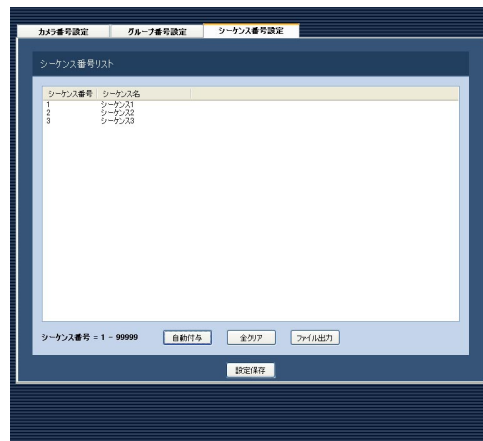 カメラ番号設定 グループ番号設定 シーケンス番号設定
シーケンス番号リスト
シーケンス番号 シーケンス名
1 シーケンス1
2 シーケンス2
3 シーケンス3
シーケンス番号 = 1 - 99999 自動付与 全クリア ファイル出力
設定保存